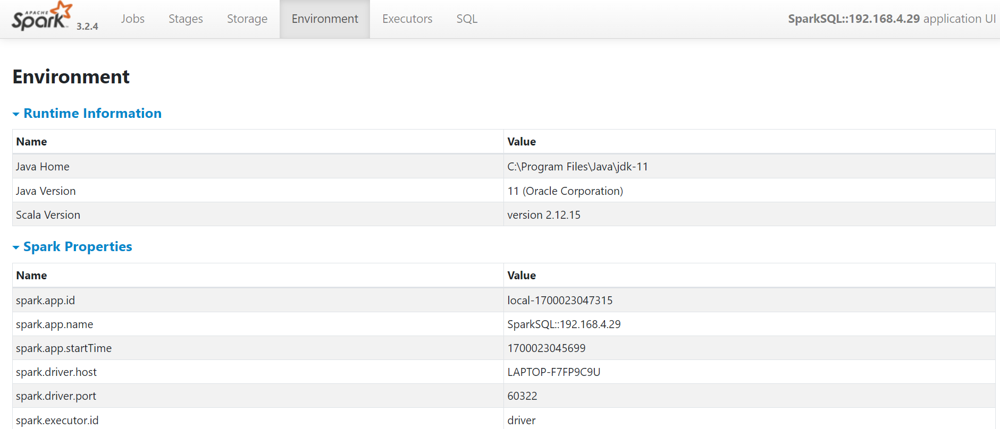 APACHE Spark™ 3.2.4 Jobs Stages Storage Environment Executors SQL SparkSQL::192.168.4.29 application UI
Environment
Runtime Information
Name Value
Java Home C:\Program Files\Java\jdk-11
Java Version 11 (Oracle Corporation)
Scala Version version 2.12.15
Spark Properties
Name Value
spark.app.id local-1700023047315
spark.app.name SparkSQL::192.168.4.29
spark.app.startTime 1700023045699
spark.driver.host LAPTOP-F7FP9C9U
spark.driver.port 60322
spark.executor.id driver